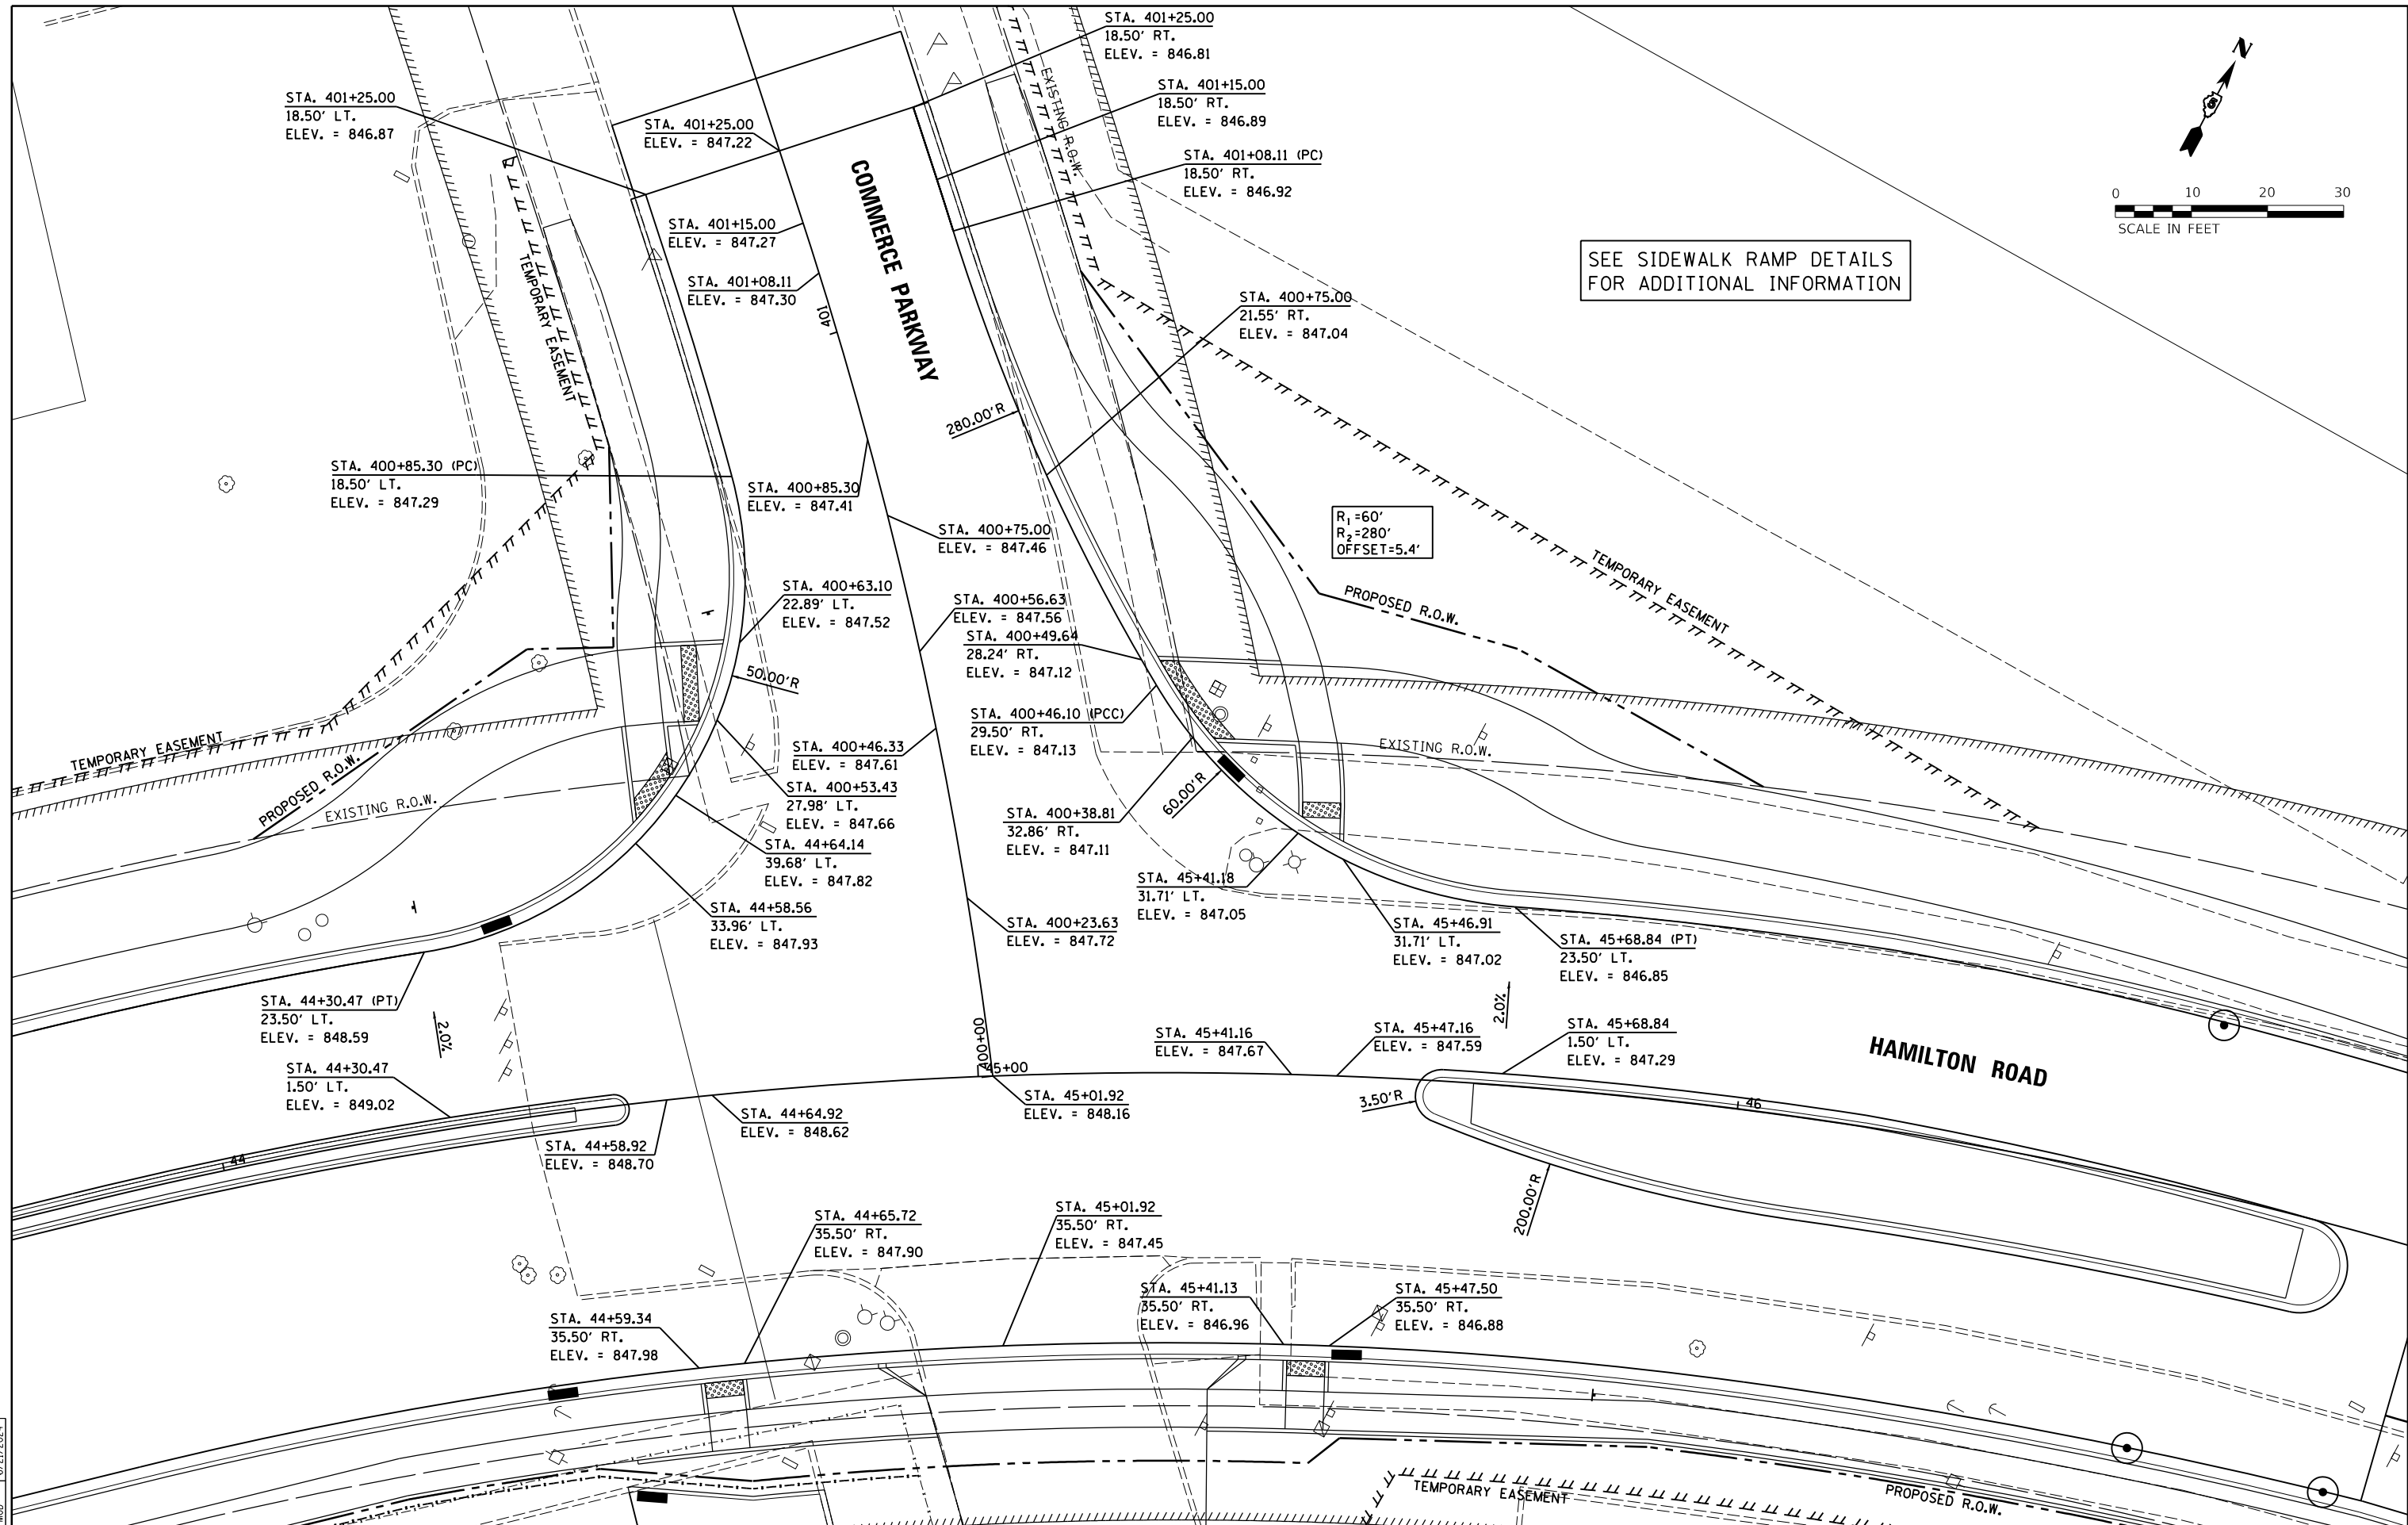 STA. 401+25.00
18.50' RT.
ELEV. = 846.81
N
STA. 401+25.00
18.50' LT.
ELEV. = 846.87
STA. 401+25.00
ELEV. = 847.22
EXISTING R.O.W.
STA. 401+15.00
18.50' RT.
ELEV. = 846.89
STA. 401+08.11 (PC)
18.50' RT.
ELEV. = 846.92
0 10 20 30
SCALE IN FEET
COMMERCE PARKWAY
STA. 401+15.00
ELEV. = 847.27
STA. 401+08.11
ELEV. = 847.30
401
TEMPORARY EASEMENT
SEE SIDEWALK RAMP DETAILS
FOR ADDITIONAL INFORMATION
STA. 400+75.00
21.55' RT.
ELEV. = 847.04
280.00'R
STA. 400+85.30 (PC)
18.50' LT.
ELEV. = 847.29
STA. 400+85.30
ELEV. = 847.41
STA. 400+75.00
ELEV. = 847.46
R1=60'
R2=280'
OFFSET=5.4'
TEMPORARY EASEMENT
PROPOSED R.O.W.
STA. 400+63.10
22.89' LT.
ELEV. = 847.52
STA. 400+56.63
ELEV. = 847.56
STA. 400+49.64
28.24' RT.
ELEV. = 847.12
50.00'R
STA. 400+46.10 (PCC)
29.50' RT.
ELEV. = 847.13
STA. 400+46.33
ELEV. = 847.61
EXISTING R.O.W.
TEMPORARY EASEMENT
PROPOSED R.O.W.
EXISTING R.O.W.
STA. 400+53.43
27.98' LT.
ELEV. = 847.66
60.00'R
STA. 400+38.81
32.86' RT.
ELEV. = 847.11
STA. 44+64.14
39.68' LT.
ELEV. = 847.82
STA. 45+41.18
31.71' LT.
ELEV. = 847.05
STA. 44+58.56
33.96' LT.
ELEV. = 847.93
STA. 400+23.63
ELEV. = 847.72
STA. 45+46.91
31.71' LT.
ELEV. = 847.02
STA. 45+68.84 (PT)
23.50' LT.
ELEV. = 846.85
STA. 44+30.47 (PT)
23.50' LT.
ELEV. = 848.59
2.0%
2.0%
400+00
45+00
STA. 45+41.16
ELEV. = 847.67
STA. 45+47.16
ELEV. = 847.59
STA. 45+68.84
1.50' LT.
ELEV. = 847.29
HAMILTON ROAD
STA. 44+30.47
1.50' LT.
ELEV. = 849.02
STA. 44+64.92
ELEV. = 848.62
STA. 45+01.92
ELEV. = 848.16
3.50'R
46
44
STA. 44+58.92
ELEV. = 848.70
200.00'R
STA. 44+65.72
35.50' RT.
ELEV. = 847.90
STA. 45+01.92
35.50' RT.
ELEV. = 847.45
STA. 44+59.34
35.50' RT.
ELEV. = 847.98
STA. 45+41.13
35.50' RT.
ELEV. = 846.96
STA. 45+47.50
35.50' RT.
ELEV. = 846.88
TEMPORARY EASEMENT
PROPOSED R.O.W.